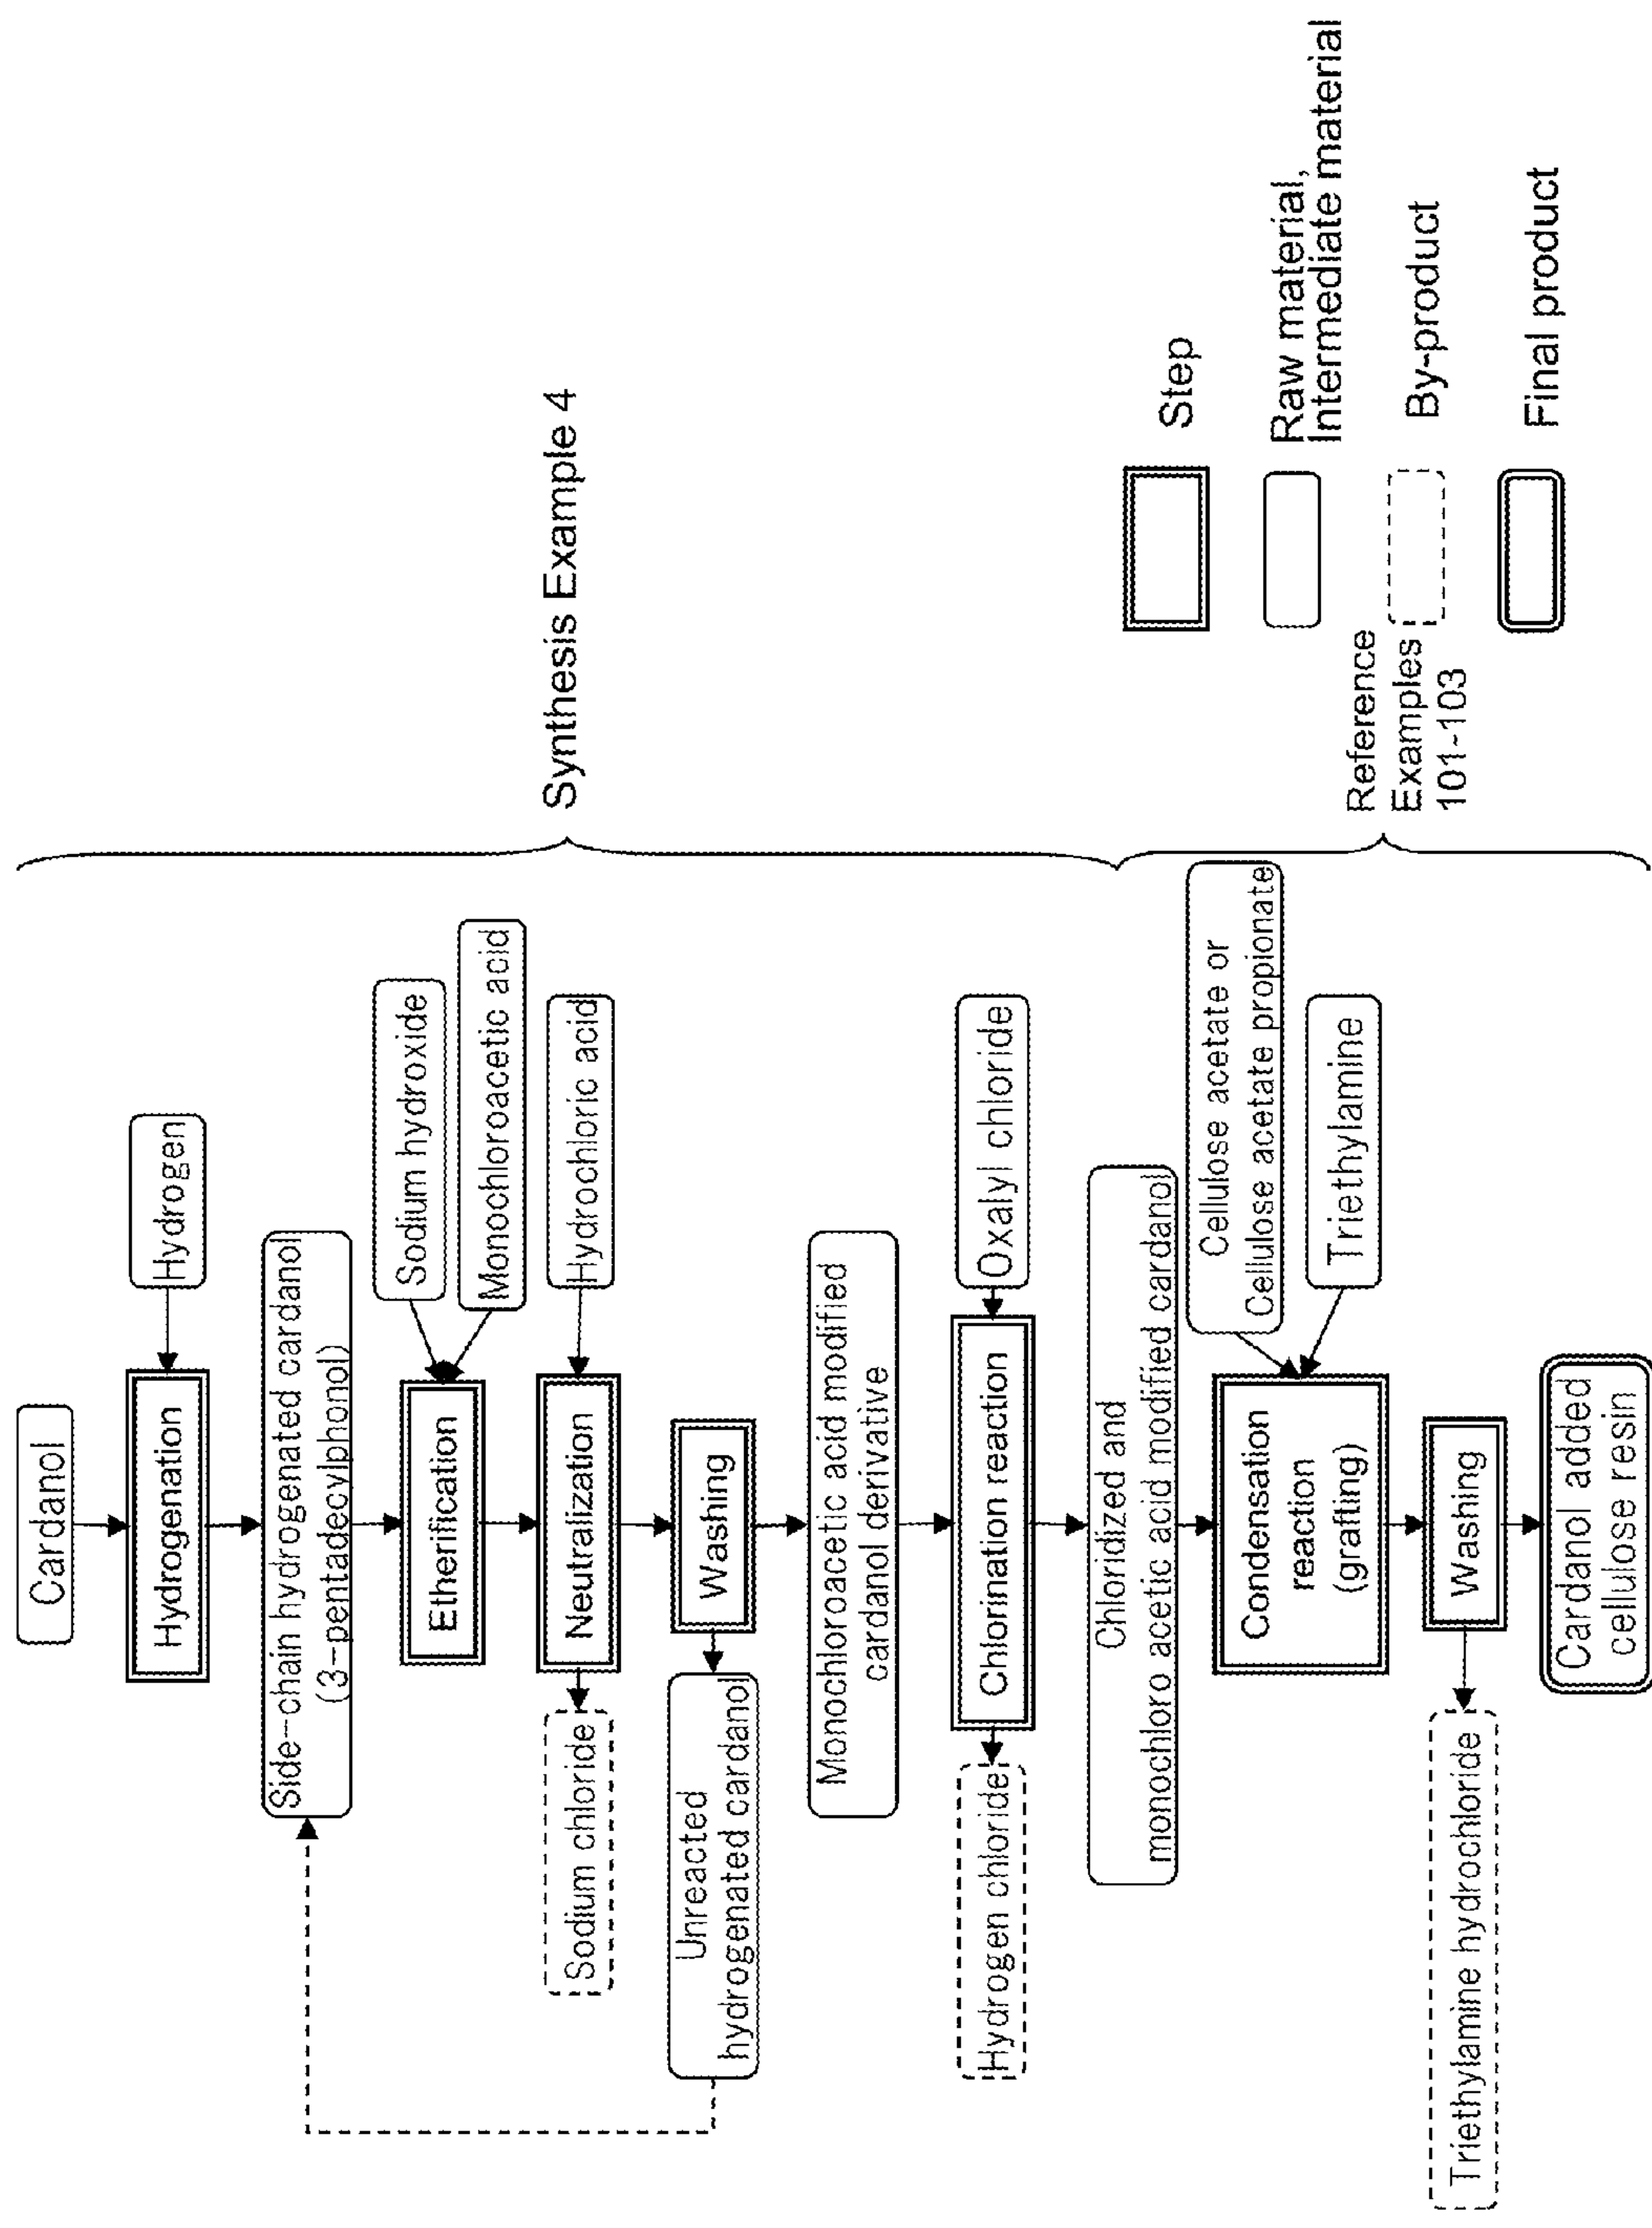 Cardanol
Hydrogen
Hydrogenation
Side-chain hydrogenated cardanol
(3-pentadecylphonol)
Sodium hydroxide
Monochloroacetic acid
Etherification
Hydrochloric acid
Neutralization
Sodium chloride
Washing
Unreacted
hydrogenated cardanol
Monochloroacetic acid modified
cardanol derivative
Oxalyl chloride
Chlorination reaction
Hydrogen chloride
Chloridized and
monochloro acetic acid modified cardanol
Cellulose acetate or
Cellulose acetate propionate
Triethylamine
Condensation
reaction
(grafting)
Washing
Triethylamine hydrochloride
Cardanol added
cellulose resin
Synthesis Example 4
Reference
Examples
101~103
Step
Raw material,
Intermediate material
By-product
Final product